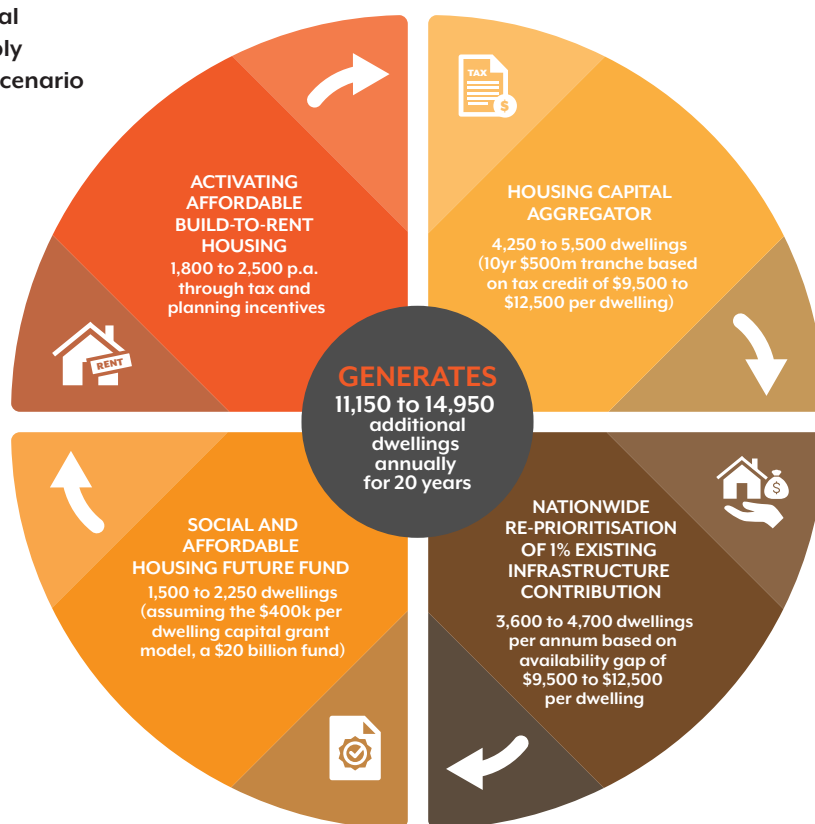 cenario
TAX
$
ACTIVATING
AFFORDABLE
BUILD-TO-RENT
HOUSING
1,800 to 2,500 p.a.
through tax and
planning incentives
RENT
HOUSING CAPITAL
AGGREGATOR
4,250 to 5,500 dwellings
(10yr $500m tranche based
on tax credit of $9,500 to
$12,500 per dwelling)
GENERATES
11,150 to 14,950
additional
dwellings
annually
for 20 years
SOCIAL AND
AFFORDABLE
HOUSING FUTURE FUND
1,500 to 2,250 dwellings
(assuming the $400k per
dwelling capital grant
model, a $20 billion fund)
$
NATIONWIDE
RE-PRIORITISATION
OF 1% EXISTING
INFRASTRUCTURE
CONTRIBUTION
3,600 to 4,700 dwellings
per annum based on
availability gap of
$9,500 to $12,500
per dwelling